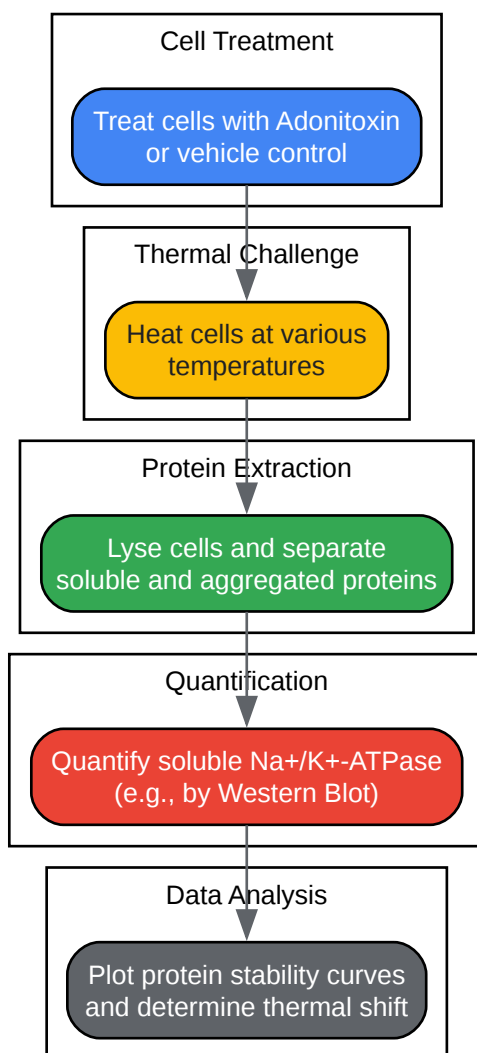 Cell Treatment
Treat cells with Adonitoxin
or vehicle control
Thermal Challenge
Heat cells at various
temperatures
Protein Extraction
Lyse cells and separate
soluble and aggregated proteins
Quantification
Quantify soluble Na+/K+-ATPase
(e.g., by Western Blot)
Data Analysis
Plot protein stability curves
and determine thermal shift